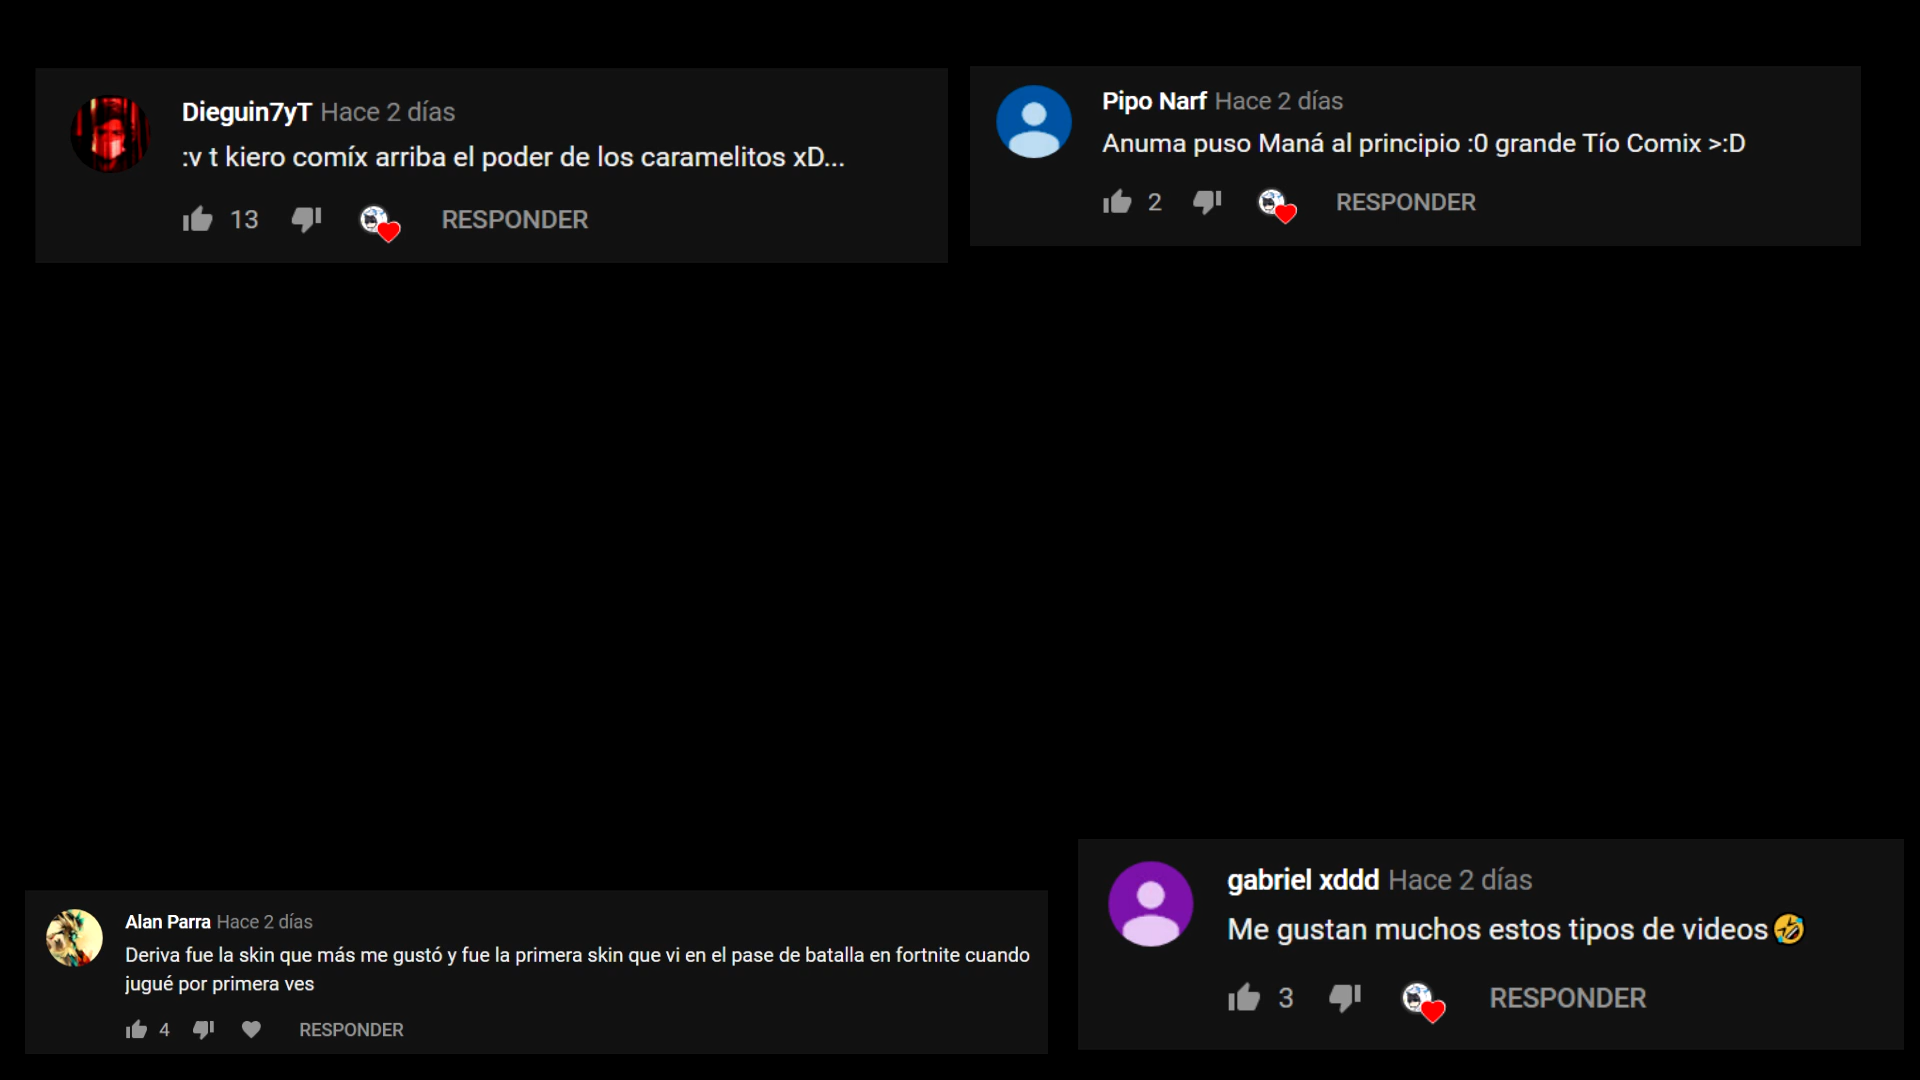 Dieguin7yT Hace 2 días
:v t kiero comíx arriba el poder de los caramelitos xD...
13 RESPONDER
Pipo Narf Hace 2 días
Anuma puso Maná al principio :0 grande Tío Comix >:D
2 RESPONDER
Alan Parra Hace 2 días
Deriva fue la skin que más me gustó y fue la primera skin que vi en el pase de batalla en fortnite cuando
jugué por primera ves
4 RESPONDER
gabriel xddd Hace 2 días
Me gustan muchos estos tipos de videos🤣
3 RESPONDER